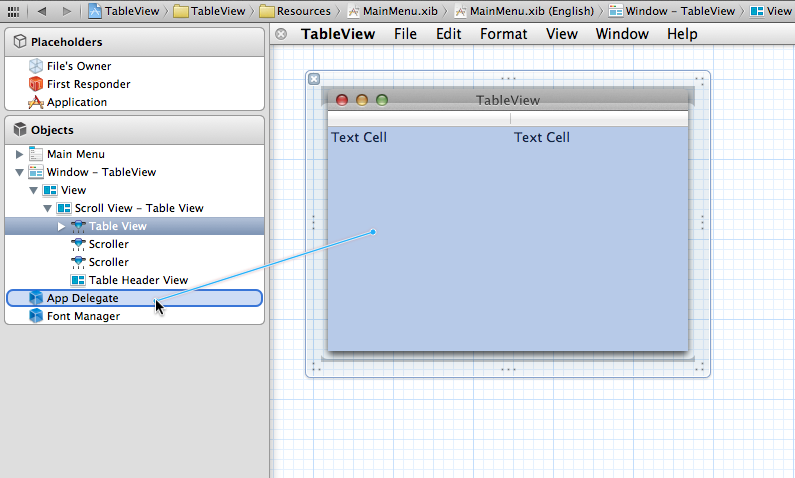 TableView > TableView > Resources > MainMenu.xib > MainMenu.xib (English) > Window – TableView > View
Placeholders
File's Owner
First Responder
Application
Objects
Main Menu
Window – TableView
View
Scroll View - Table View
Table View
Scroller
Scroller
Table Header View
App Delegate
Font Manager
TableView File Edit Format View Window Help
TableView
Text Cell Text Cell